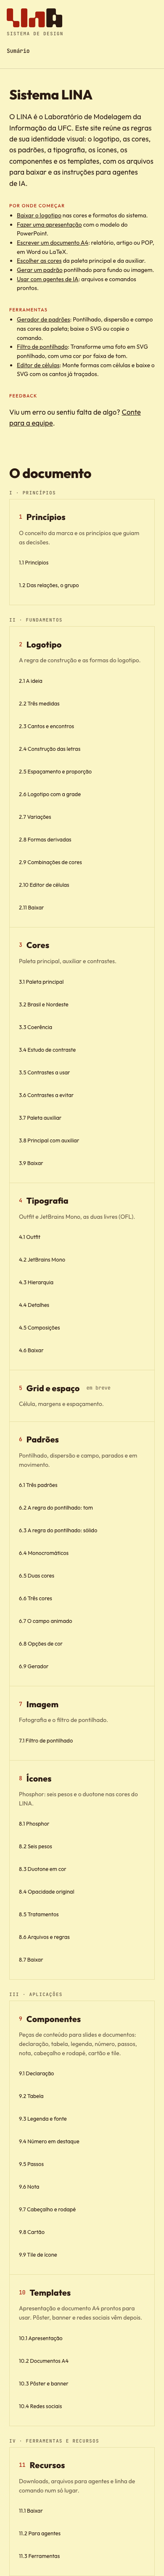 LINA
SISTEMA DE DESIGN
Sumário
Sistema LINA
O LINA é o Laboratório de Modelagem da
Informação da UFC. Este site reúne as regras
de sua identidade visual: o logotipo, as cores,
os padrões, a tipografia, os ícones, os
componentes e os templates, com os arquivos
para baixar e as instruções para agentes
de IA.
POR ONDE COMEÇAR
Baixar o logotipo nas cores e formatos do sistema.
Fazer uma apresentação com o modelo do
PowerPoint.
Escrever um documento A4: relatório, artigo ou POP,
em Word ou LaTeX.
Escolher as cores da paleta principal e auxiliar.
Gerar um padrão pontilhado para fundo ou imagem.
Usar com agentes de IA: arquivos e comandos
prontos.
FERRAMENTAS
Gerador de padrões: Pontilhado, dispersão e campo
nas cores da paleta; baixe o SVG ou copie o
comando.
Filtro de pontilhado: Transforme uma foto em SVG
pontilhado, com uma cor por faixa de tom.
Editor de células: Monte formas com células e baixe o
SVG com os cantos já traçados.
FEEDBACK
Viu um erro ou sentiu falta de algo? Conte
para a equipe.
O documento
I · PRINCÍPIOS
1 Princípios
O conceito da marca e os princípios que guiam
as decisões.
1.1 Princípios
1.2 Das relações, o grupo
II · FUNDAMENTOS
2 Logotipo
A regra de construção e as formas do logotipo.
2.1 A ideia
2.2 Três medidas
2.3 Cantos e encontros
2.4 Construção das letras
2.5 Espaçamento e proporção
2.6 Logotipo com a grade
2.7 Variações
2.8 Formas derivadas
2.9 Combinações de cores
2.10 Editor de células
2.11 Baixar
3 Cores
Paleta principal, auxiliar e contrastes.
3.1 Paleta principal
3.2 Brasil e Nordeste
3.3 Coerência
3.4 Estudo de contraste
3.5 Contrastes a usar
3.6 Contrastes a evitar
3.7 Paleta auxiliar
3.8 Principal com auxiliar
3.9 Baixar
4 Tipografia
Outfit e JetBrains Mono, as duas livres (OFL).
4.1 Outfit
4.2 JetBrains Mono
4.3 Hierarquia
4.4 Detalhes
4.5 Composições
4.6 Baixar
5 Grid e espaço em breve
Célula, margens e espaçamento.
6 Padrões
Pontilhado, dispersão e campo, parados e em
movimento.
6.1 Três padrões
6.2 A regra do pontilhado: tom
6.3 A regra do pontilhado: sólido
6.4 Monocromáticos
6.5 Duas cores
6.6 Três cores
6.7 O campo animado
6.8 Opções de cor
6.9 Gerador
7 Imagem
Fotografia e o filtro de pontilhado.
7.1 Filtro de pontilhado
8 Ícones
Phosphor: seis pesos e o duotone nas cores do
LINA.
8.1 Phosphor
8.2 Seis pesos
8.3 Duotone em cor
8.4 Opacidade original
8.5 Tratamentos
8.6 Arquivos e regras
8.7 Baixar
III · APLICAÇÕES
9 Componentes
Peças de conteúdo para slides e documentos:
declaração, tabela, legenda, número, passos,
nota, cabeçalho e rodapé, cartão e tile.
9.1 Declaração
9.2 Tabela
9.3 Legenda e fonte
9.4 Número em destaque
9.5 Passos
9.6 Nota
9.7 Cabeçalho e rodapé
9.8 Cartão
9.9 Tile de ícone
10 Templates
Apresentação e documento A4 prontos para
usar. Pôster, banner e redes sociais vêm depois.
10.1 Apresentação
10.2 Documentos A4
10.3 Pôster e banner
10.4 Redes sociais
IV · FERRAMENTAS E RECURSOS
11 Recursos
Downloads, arquivos para agentes e linha de
comando num só lugar.
11.1 Baixar
11.2 Para agentes
11.3 Ferramentas